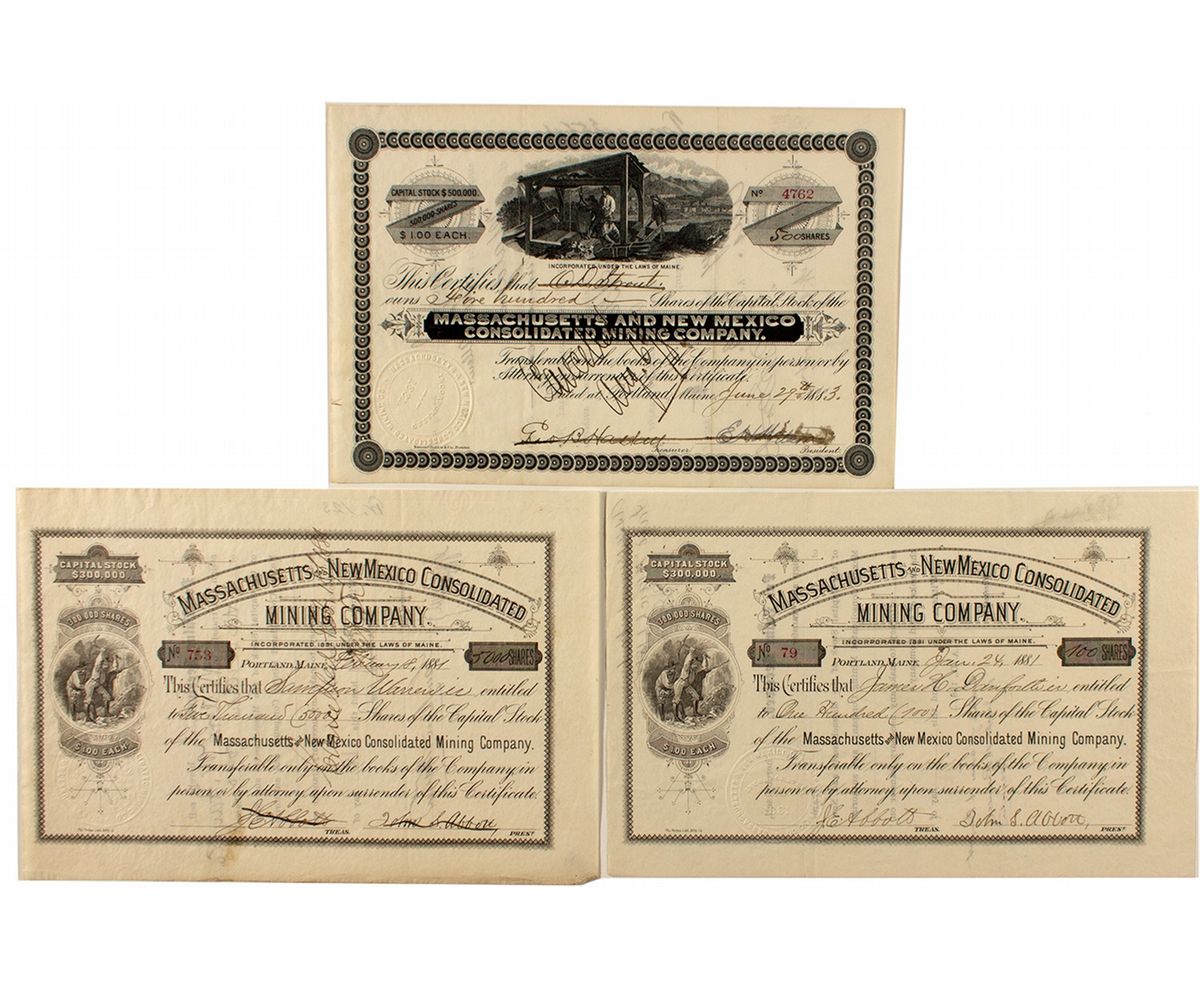 CAPITAL STOCK $500,000.
500,000 SHARES
$1.00 EACH.
No 4762
500 SHARES
INCORPORATED UNDER THE LAWS OF MAINE
This Certifies that A. D. Strout
owns Five hundred Shares of the Capital Stock of the
MASSACHUSETTS AND NEW MEXICO
CONSOLIDATED MINING COMPANY.
Transferable on the books of the Company in person or by
Attorney on surrender of this Certificate.
Dated at Portland, Maine, June 29th 1883.
Treasurer President
CAPITAL STOCK
$300,000.
300,000 SHARES
$1.00 EACH
MASSACHUSETTS AND NEW MEXICO CONSOLIDATED
MINING COMPANY.
INCORPORATED 1881 UNDER THE LAWS OF MAINE.
No 753
5000 SHARES
PORTLAND, MAINE, 1881
This Certifies that is entitled
to Five Thousand (5000) Shares of the Capital Stock
of the Massachusetts and New Mexico Consolidated Mining Company.
Transferable only on the books of the Company, in
person or by attorney, upon surrender of this Certificate.
J E Abbott TREAS. John S. Abbott, PREST
CAPITAL STOCK
$300,000.
300,000 SHARES
$1.00 EACH
MASSACHUSETTS AND NEW MEXICO CONSOLIDATED
MINING COMPANY.
INCORPORATED 1881 UNDER THE LAWS OF MAINE.
No 79
100 SHARES
PORTLAND, MAINE, Jan. 24, 1881
This Certifies that James H. Danforth is entitled
to One Hundred (100) Shares of the Capital Stock
of the Massachusetts and New Mexico Consolidated Mining Company.
Transferable only on the books of the Company, in
person or by attorney, upon surrender of this Certificate.
J E Abbott TREAS. John S. Abbott, PREST